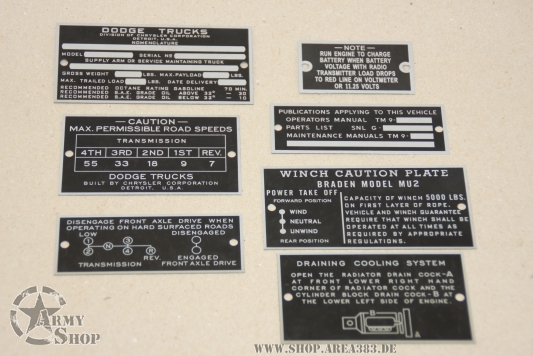 DODGE TRUCKS
DIVISION OF CHRYSLER CORPORATION
DETROIT, U.S.A.
NOMENCLATURE
MODEL SERIAL NO
SUPPLY ARM OR SERVICE MAINTAINING TRUCK
GROSS WEIGHT LBS. MAX. PAYLOAD LBS.
MAX. TRAILED LOAD LBS. DATE DELIVERY
RECOMMENDED OCTANE RATING GASOLINE 70 MIN.
RECOMMENDED S.A.E. GRADE OIL ABOVE 32° - 30
RECOMMENDED S.A.E. GRADE OIL BELOW 32° - 10
—CAUTION—
MAX. PERMISSIBLE ROAD SPEEDS
TRANSMISSION
4TH 3RD 2ND 1ST REV.
55 33 18 9 7
DODGE TRUCKS
BUILT BY CHRYSLER CORPORATION
DETROIT, U.S.A.
DISENGAGE FRONT AXLE DRIVE WHEN
OPERATING ON HARD SURFACED ROADS
LOW DISENGAGED
1 3
N
2 4 R
REV.
TRANSMISSION
ENGAGED
FRONT AXLE DRIVE
—NOTE—
RUN ENGINE TO CHARGE
BATTERY WHEN BATTERY
VOLTAGE WITH RADIO
TRANSMITTER LOAD DROPS
TO RED LINE ON VOLTMETER
OR 11.25 VOLTS
PUBLICATIONS APPLYING TO THIS VEHICLE
OPERATORS MANUAL TM 9-
PARTS LIST SNL G-
MAINTENANCE MANUALS TM 9-
WINCH CAUTION PLATE
BRADEN MODEL MU2
POWER TAKE OFF
FORWARD POSITION
WIND
NEUTRAL
UNWIND
REAR POSITION
CAPACITY OF WINCH 5000 LBS.
ON FIRST LAYER OF ROPE.
VEHICLE AND WINCH GUARANTEE
REQUIRE THAT WINCH SHALL BE
OPERATED AT ALL TIMES AS
REQUIRED BY APPROPRIATE
REGULATIONS.
DRAINING COOLING SYSTEM
OPEN THE RADIATOR DRAIN COCK-A
AT FRONT LOWER RIGHT HAND
CORNER OF RADIATOR COCK AND THE
CYLINDER BLOCK DRAIN COCK-B AT
THE LOWER LEFT SIDE OF ENGINE.
ARMY
SHOP
WWW.SHOP.AREA383.DE